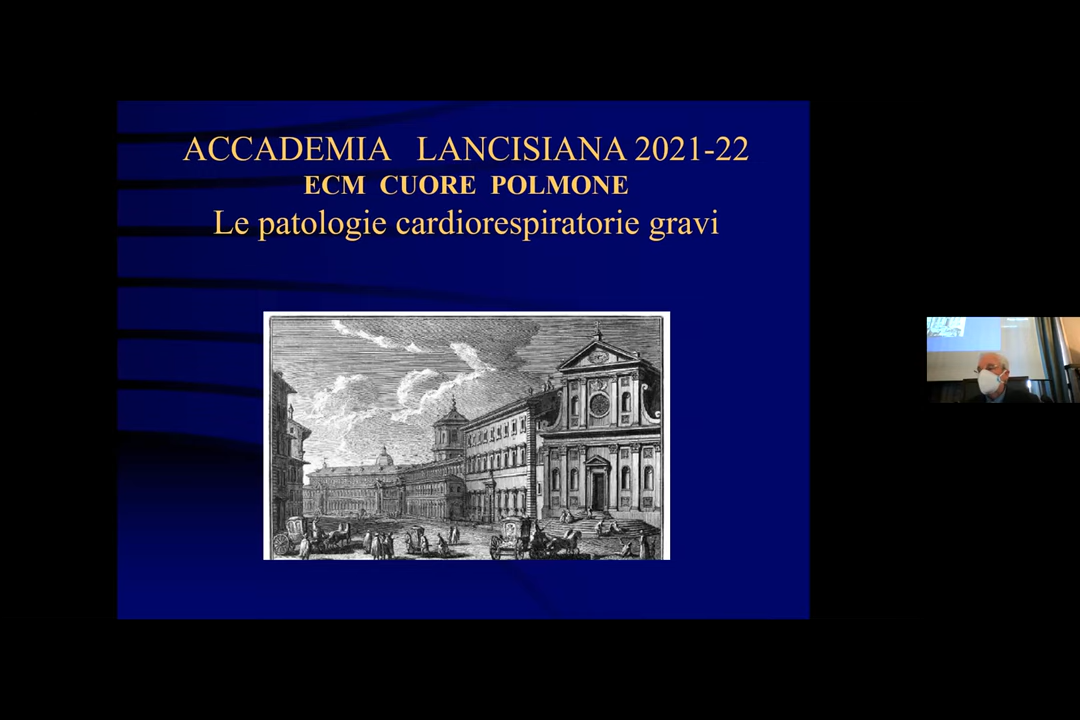 ACCADEMIA LANCISIANA 2021-22
ECM CUORE POLMONE
Le patologie cardiorespiratorie gravi